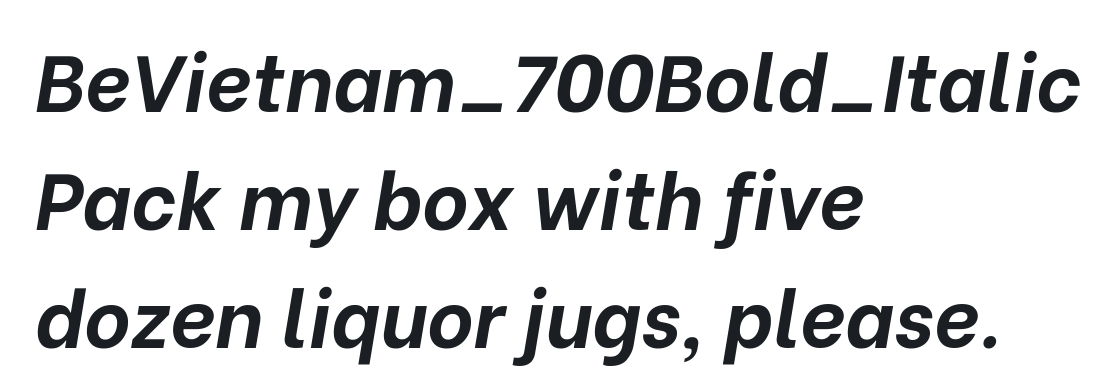 BeVietnam_700Bold_Italic
Pack my box with five
dozen liquor jugs, please.